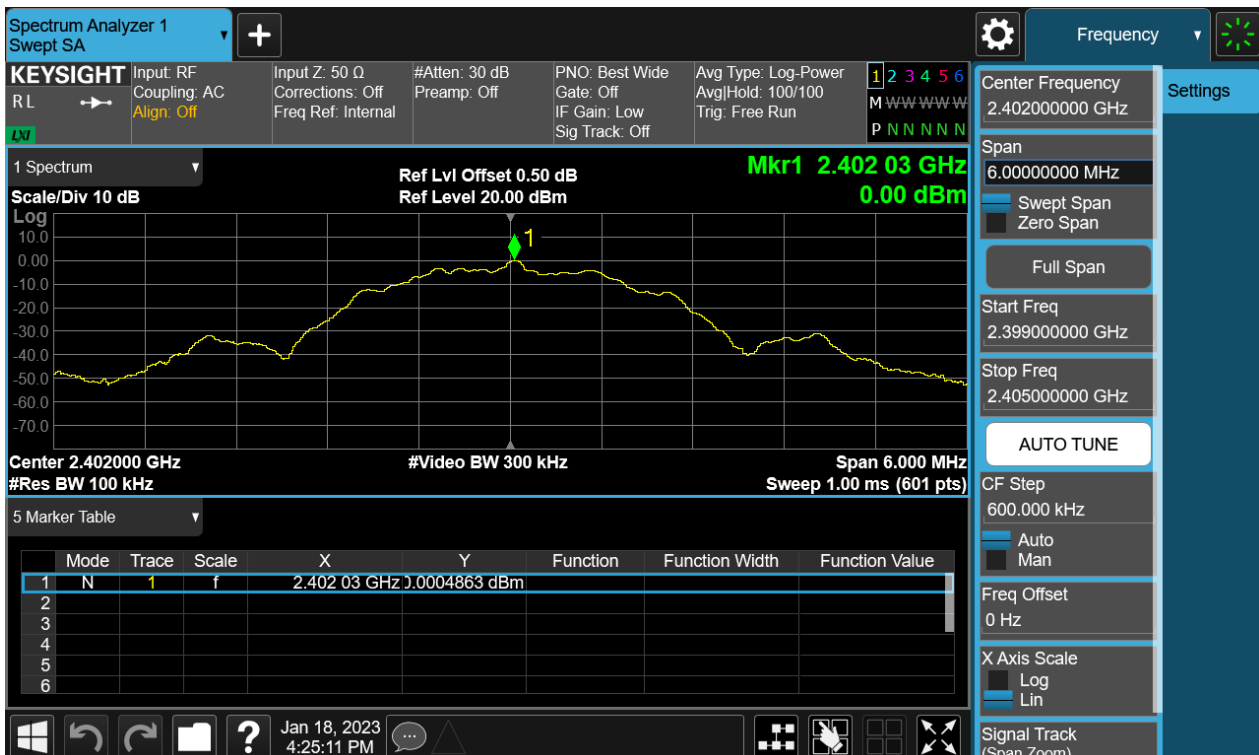 Spectrum Analyzer 1
Swept SA
+
Frequency
KEYSIGHT
R L
LXI
Input: RF
Coupling: AC
Align: Off
Input Z: 50 Ω
Corrections: Off
Freq Ref: Internal
#Atten: 30 dB
Preamp: Off
PNO: Best Wide
Gate: Off
IF Gain: Low
Sig Track: Off
Avg Type: Log-Power
Avg|Hold: 100/100
Trig: Free Run
1 2 3 4 5 6
M W W W W W
P N N N N N
1 Spectrum
Scale/Div 10 dB
Ref Lvl Offset 0.50 dB
Ref Level 20.00 dBm
Mkr1 2.402 03 GHz
0.00 dBm
Log
10.0
0.00
-10.0
-20.0
-30.0
-40.0
-50.0
-60.0
-70.0
1
Center 2.402000 GHz
#Video BW 300 kHz
Span 6.000 MHz
#Res BW 100 kHz
Sweep 1.00 ms (601 pts)
5 Marker Table
Mode Trace Scale X Y Function Function Width Function Value
1 N 1 f 2.402 03 GHz 0.0004863 dBm
2
3
4
5
6
?
Jan 18, 2023
4:25:11 PM
Center Frequency
2.402000000 GHz
Settings
Span
6.00000000 MHz
Swept Span
Zero Span
Full Span
Start Freq
2.399000000 GHz
Stop Freq
2.405000000 GHz
AUTO TUNE
CF Step
600.000 kHz
Auto
Man
Freq Offset
0 Hz
X Axis Scale
Log
Lin
Signal Track
(Span Zoom)